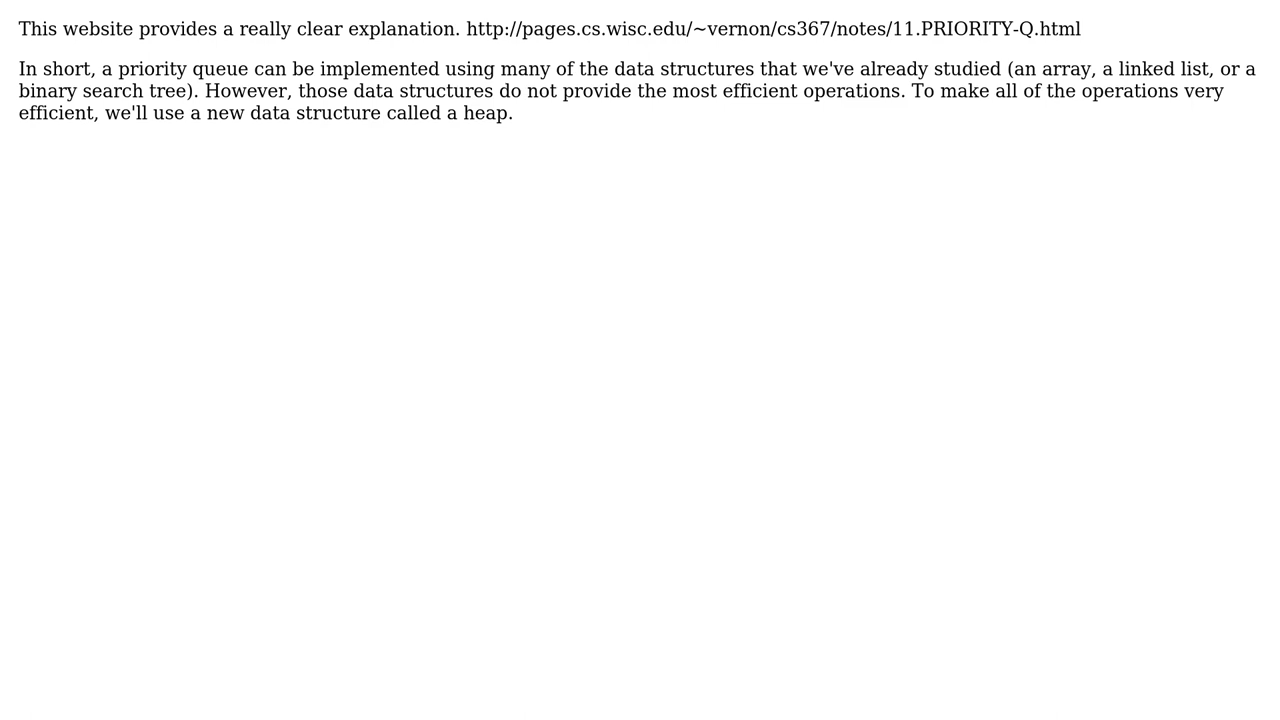 This website provides a really clear explanation. http://pages.cs.wisc.edu/~vernon/cs367/notes/11.PRIORITY-Q.html
In short, a priority queue can be implemented using many of the data structures that we've already studied (an array, a linked list, or a
binary search tree). However, those data structures do not provide the most efficient operations. To make all of the operations very
efficient, we'll use a new data structure called a heap.